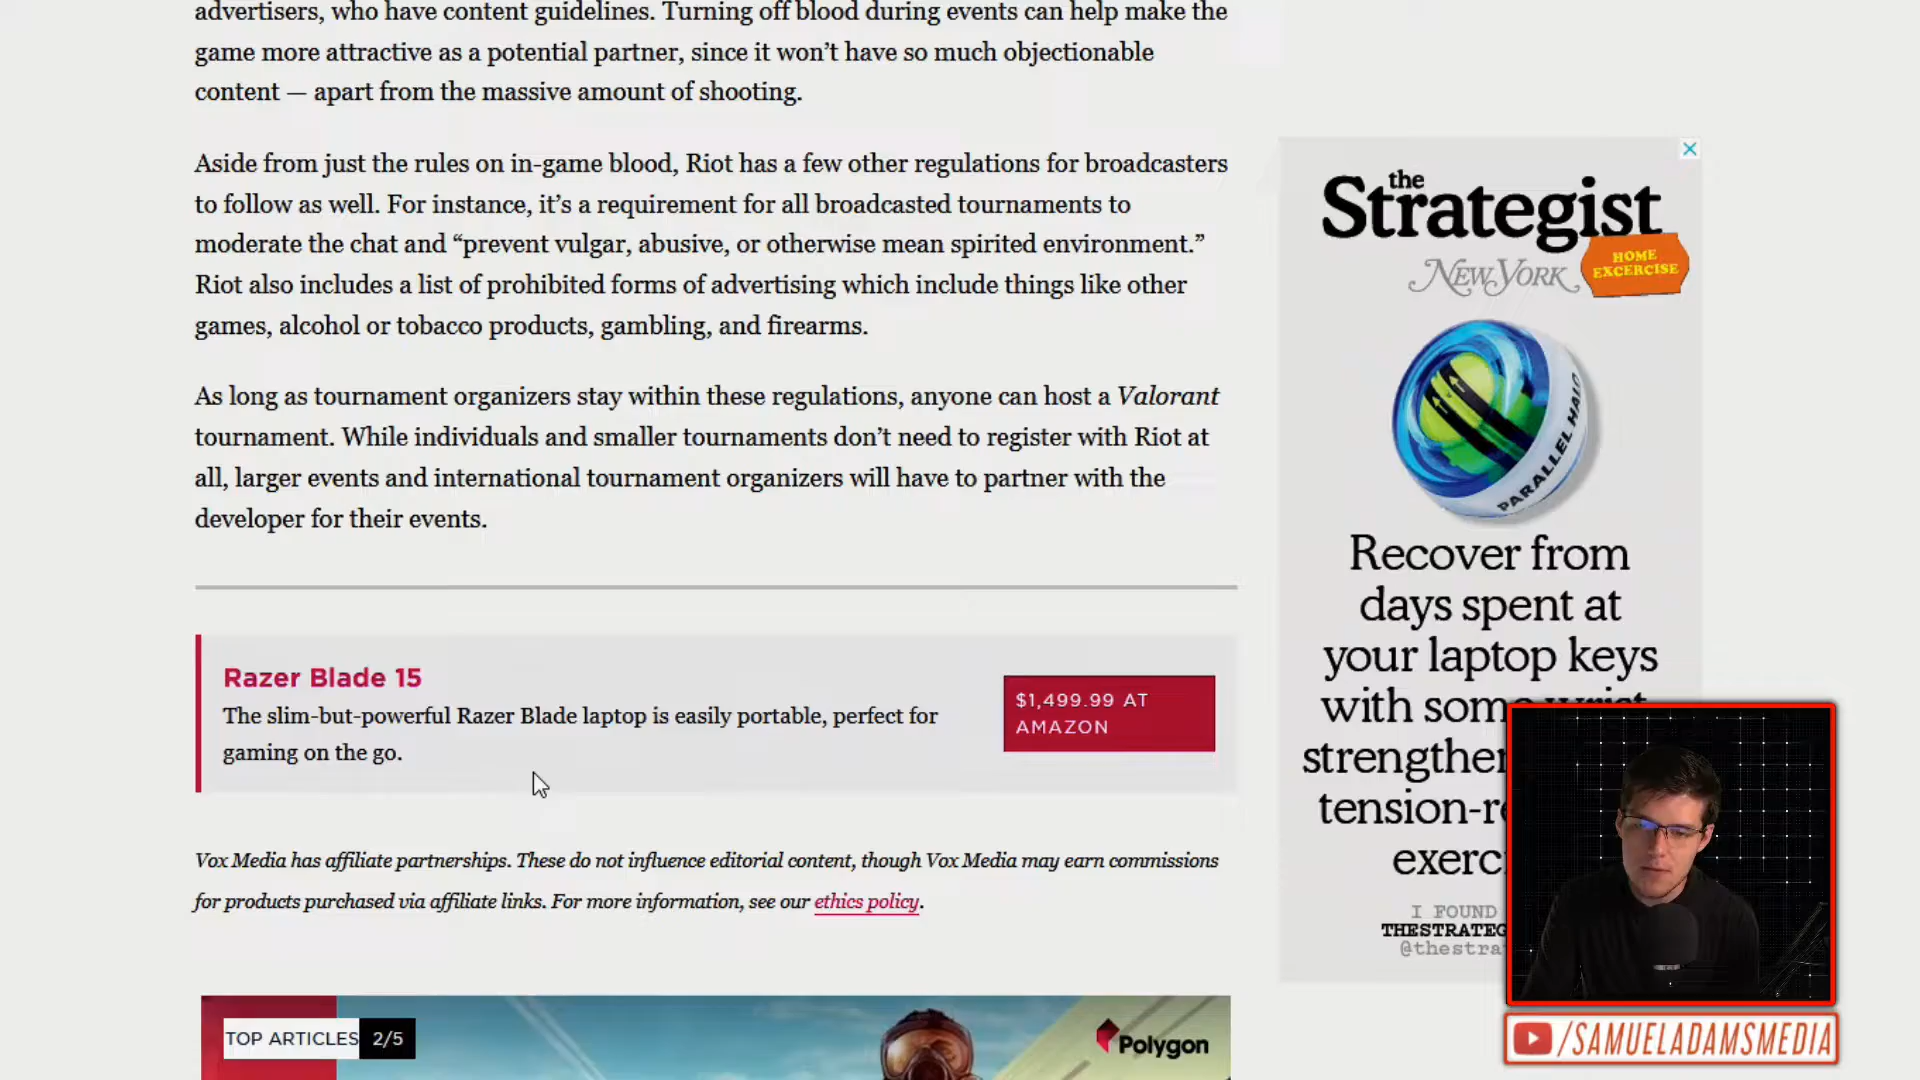 advertisers, who have content guidelines. Turning off blood during events can help make the
game more attractive as a potential partner, since it won’t have so much objectionable
content — apart from the massive amount of shooting.
Aside from just the rules on in-game blood, Riot has a few other regulations for broadcasters
to follow as well. For instance, it’s a requirement for all broadcasted tournaments to
moderate the chat and “prevent vulgar, abusive, or otherwise mean spirited environment.”
Riot also includes a list of prohibited forms of advertising which include things like other
games, alcohol or tobacco products, gambling, and firearms.
As long as tournament organizers stay within these regulations, anyone can host a Valorant
tournament. While individuals and smaller tournaments don’t need to register with Riot at
all, larger events and international tournament organizers will have to partner with the
developer for their events.
Razer Blade 15
The slim-but-powerful Razer Blade laptop is easily portable, perfect for
gaming on the go.
$1,499.99 AT
AMAZON
Vox Media has affiliate partnerships. These do not influence editorial content, though Vox Media may earn commissions
for products purchased via affiliate links. For more information, see our ethics policy.
TOP ARTICLES 2/5
Polygon
the
Strategist
NEW YORK
HOME
EXCERCISE
PARALLEL HALO
Recover from
days spent at
your laptop keys
with some wrist
strengthen
tension-re
exerc
I FOUND
THESTRATEG
@thestra
/SAMUELADAMSMEDIA